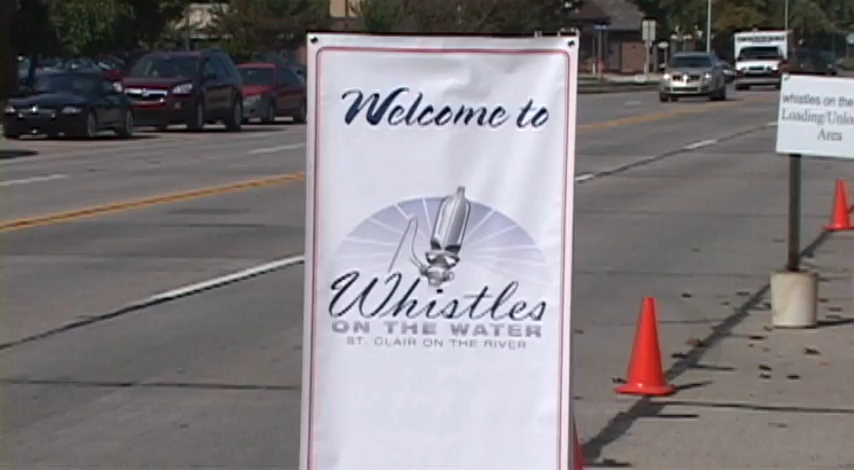 Welcome to
Whistles
ON THE WATER
ST. CLAIR ON THE RIVER
whistles on the
Loading/Unlo
Area